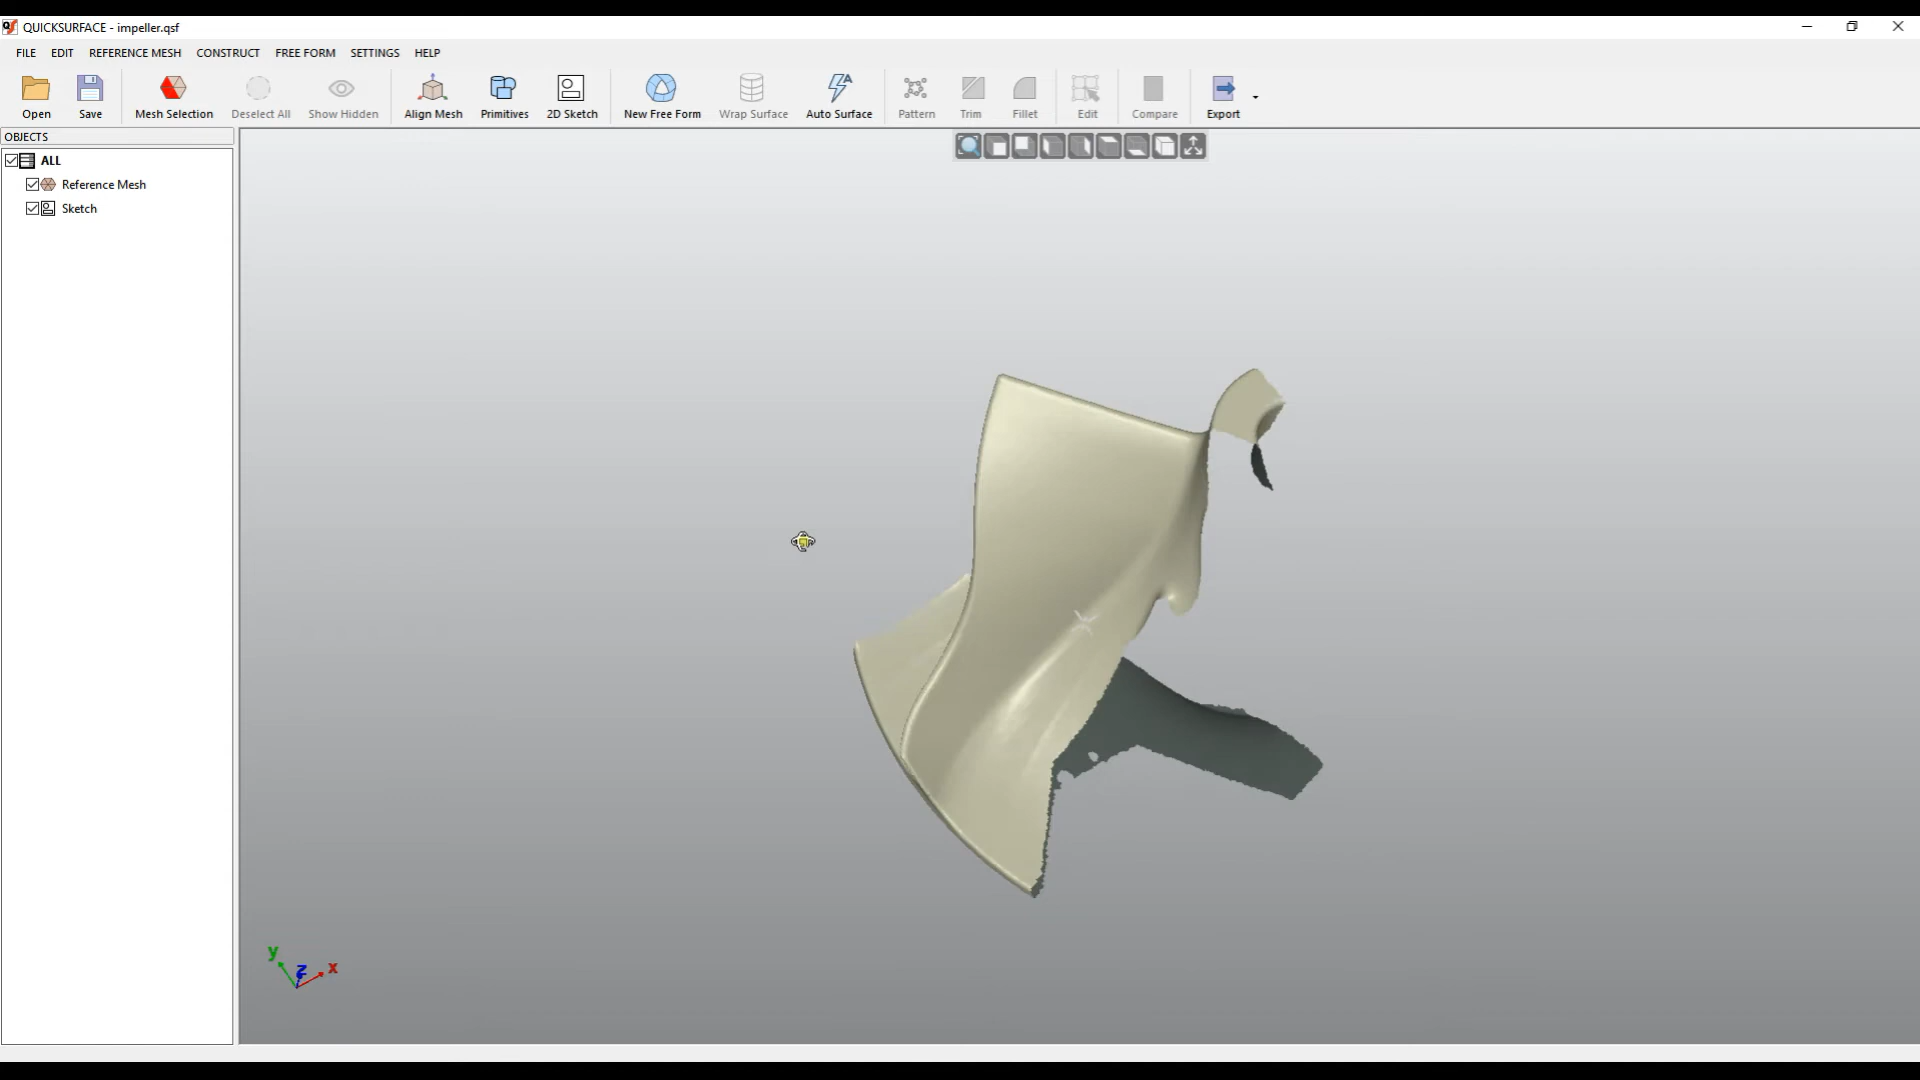 QUICKSURFACE - impeller.qsf
FILE EDIT REFERENCE MESH CONSTRUCT FREE FORM SETTINGS HELP
Open Save Mesh Selection Deselect All Show Hidden Align Mesh Primitives 2D Sketch New Free Form Wrap Surface Auto Surface Pattern Trim Fillet Edit Compare Export
OBJECTS
ALL
Reference Mesh
Sketch
y z x